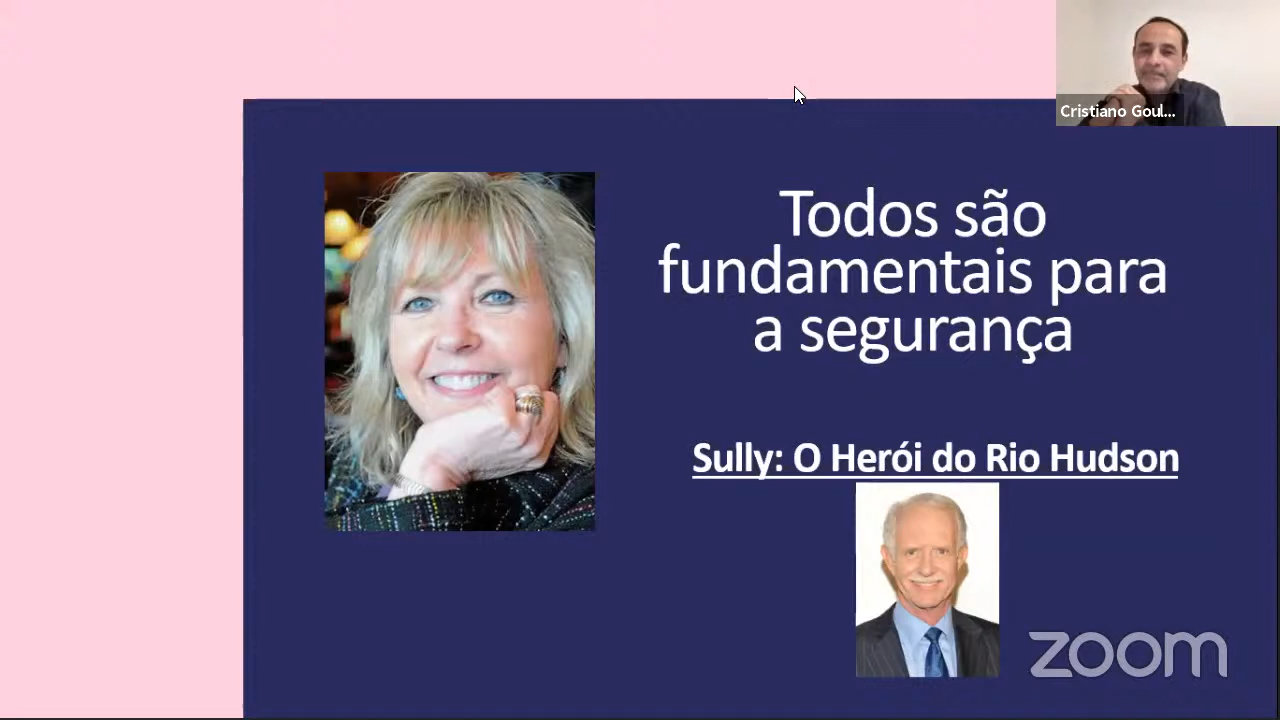 Cristiano Goul...
Todos são
fundamentais para
a segurança
Sully: O Herói do Rio Hudson
zoom